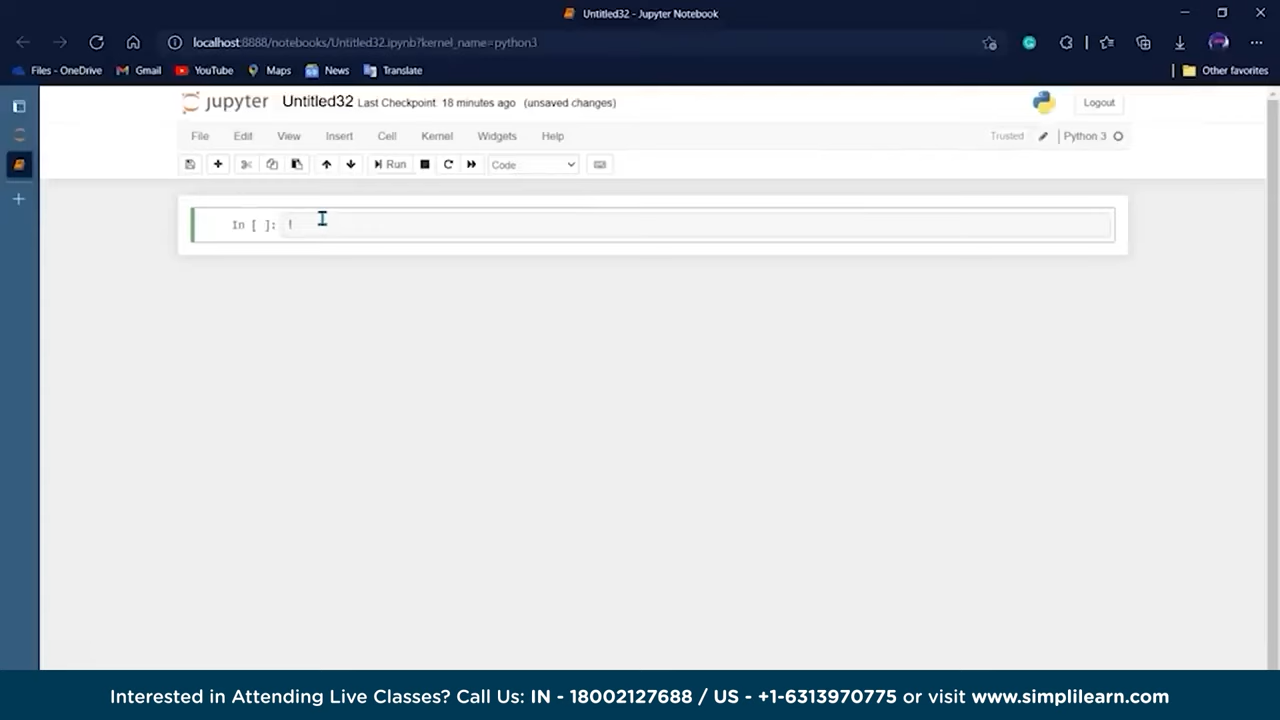 Untitled32 - Jupyter Notebook
localhost:8888/notebooks/Untitled32.ipynb?kernel_name=python3
Files - OneDrive Gmail YouTube Maps News Translate Other favorites
jupyter Untitled32 Last Checkpoint 18 minutes ago (unsaved changes) Logout
File Edit View Insert Cell Kernel Widgets Help Trusted Python 3
Run Code
In [ ]:
Interested in Attending Live Classes? Call Us: IN - 18002127688 / US - +1-6313970775 or visit www.simplilearn.com